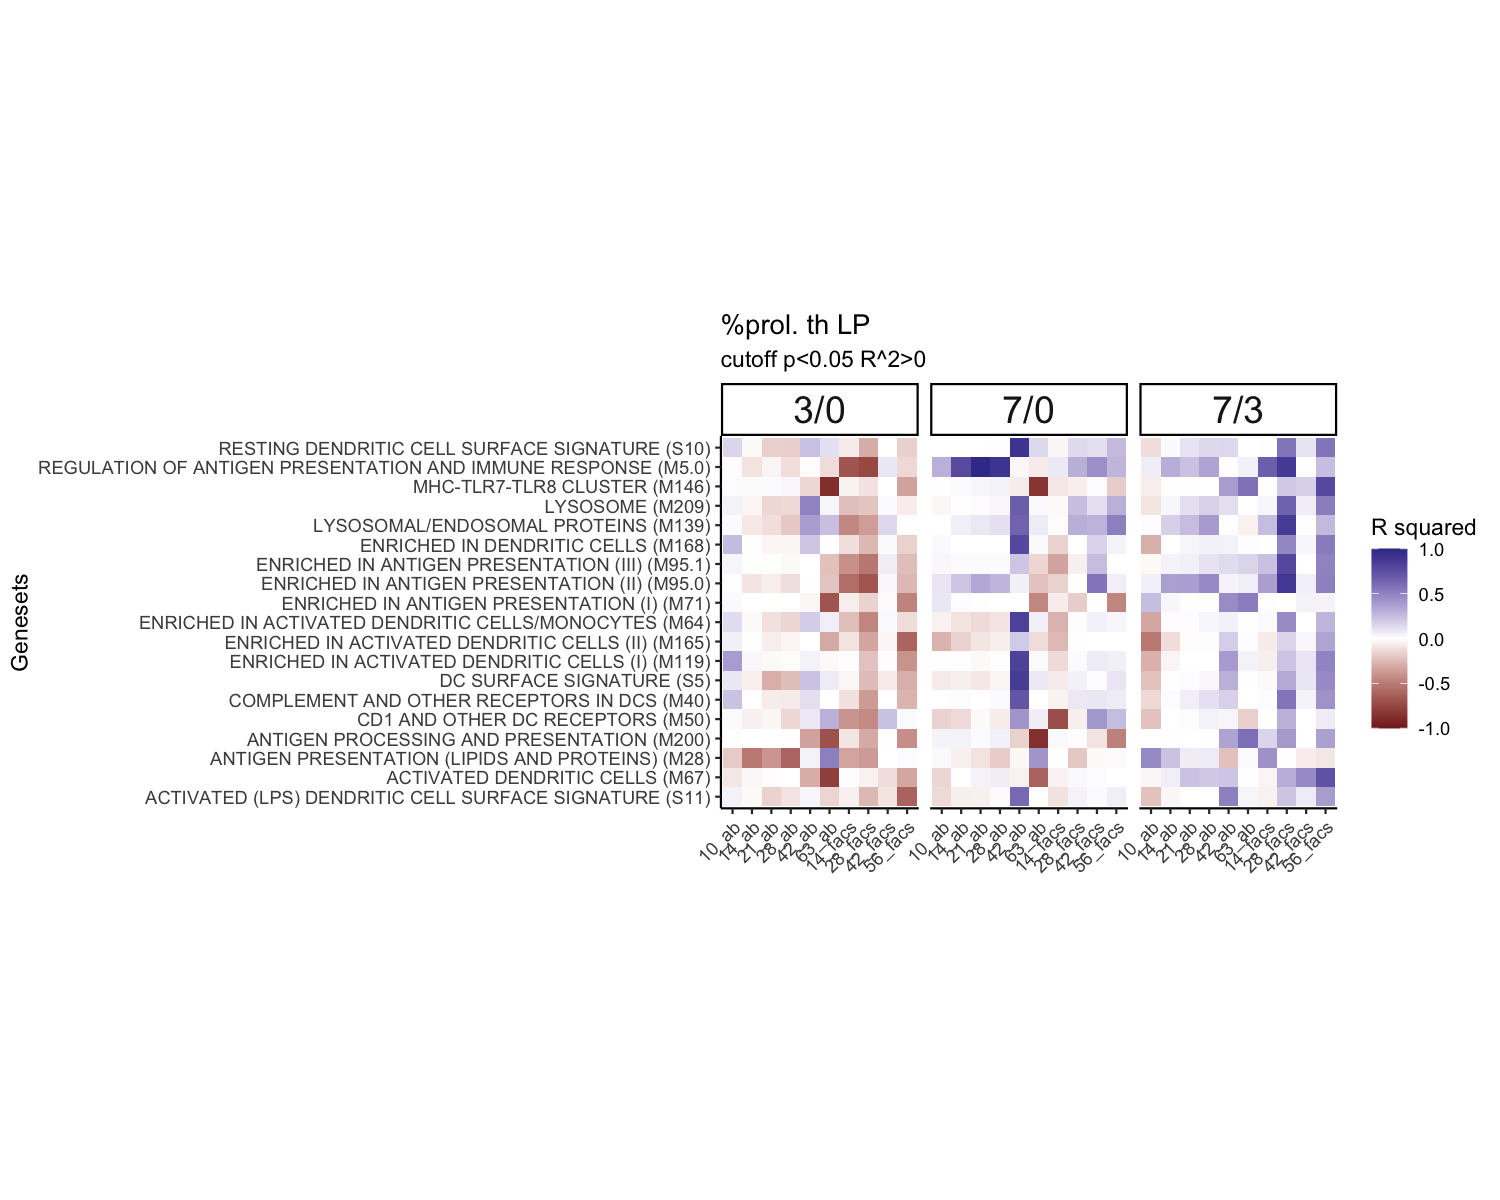 %prol. th LP
cutoff p<0.05 R^2>0
3/0 7/0 7/3
RESTING DENDRITIC CELL SURFACE SIGNATURE (S10)
REGULATION OF ANTIGEN PRESENTATION AND IMMUNE RESPONSE (M5.0)
MHC-TLR7-TLR8 CLUSTER (M146)
LYSOSOME (M209)
LYSOSOMAL/ENDOSOMAL PROTEINS (M139)
ENRICHED IN DENDRITIC CELLS (M168)
ENRICHED IN ANTIGEN PRESENTATION (III) (M95.1)
ENRICHED IN ANTIGEN PRESENTATION (II) (M95.0)
ENRICHED IN ANTIGEN PRESENTATION (I) (M71)
ENRICHED IN ACTIVATED DENDRITIC CELLS/MONOCYTES (M64)
ENRICHED IN ACTIVATED DENDRITIC CELLS (II) (M165)
ENRICHED IN ACTIVATED DENDRITIC CELLS (I) (M119)
DC SURFACE SIGNATURE (S5)
COMPLEMENT AND OTHER RECEPTORS IN DCS (M40)
CD1 AND OTHER DC RECEPTORS (M50)
ANTIGEN PROCESSING AND PRESENTATION (M200)
ANTIGEN PRESENTATION (LIPIDS AND PROTEINS) (M28)
ACTIVATED DENDRITIC CELLS (M67)
ACTIVATED (LPS) DENDRITIC CELL SURFACE SIGNATURE (S11)
Genesets
10_ab 14_ab 21_ab 28_ab 42_ab 63_ab 14_facs 28_facs 42_facs 56_facs
10_ab 14_ab 21_ab 28_ab 42_ab 63_ab 14_facs 28_facs 42_facs 56_facs
10_ab 14_ab 21_ab 28_ab 42_ab 63_ab 14_facs 28_facs 42_facs 56_facs
R squared
1.0
0.5
0.0
-0.5
-1.0